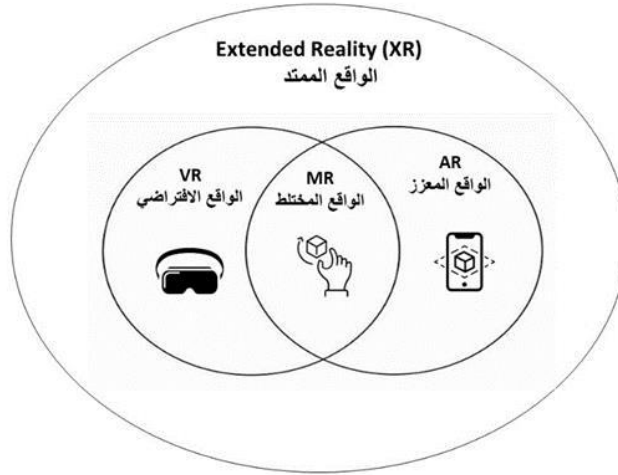 Extended Reality (XR)
الواقع الممتد
VR
الواقع الافتراضي
MR
الواقع المختلط
AR
الواقع المعزز